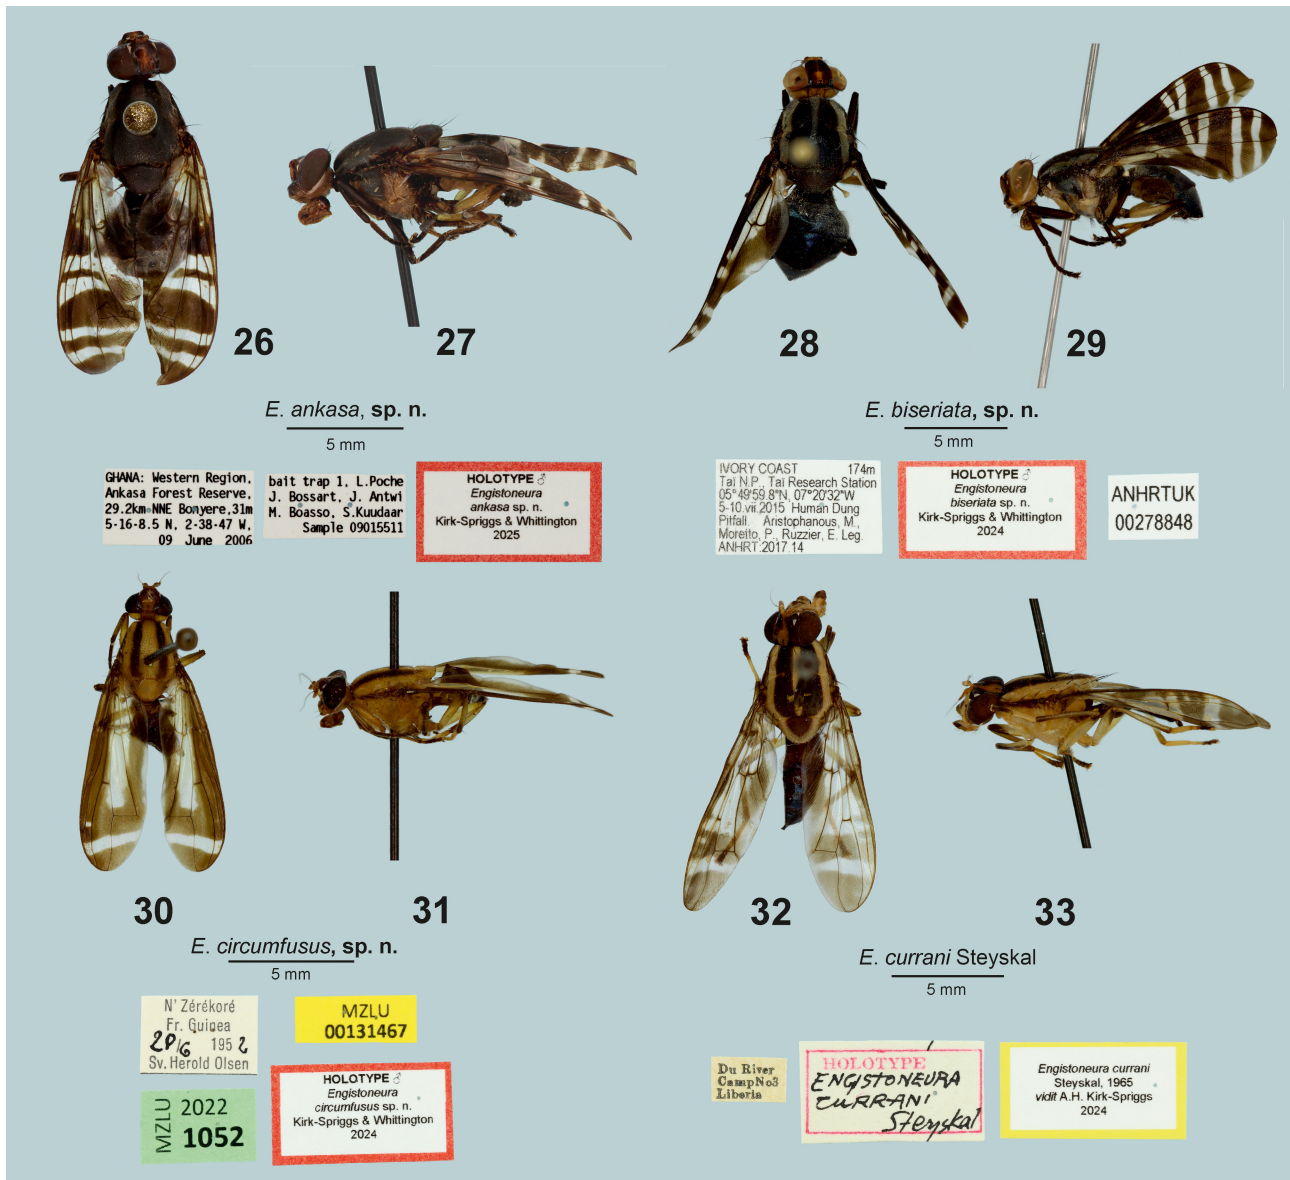 26
27
28
29
E. ankasa, sp. n.
5 mm
E. biseriata, sp. n.
5 mm
GHANA: Western Region,
Ankasa Forest Reserve,
29.2km NNE Bonyere,31m
5-16-8.5 N, 2-38-47 W,
09 June 2006
bait trap 1, L.Poche
J. Bossart, J. Antwi
M. Boasso, S.Kuudaar
Sample 09015511
HOLOTYPE ♂
Engistoneura
ankasa sp. n.
Kirk-Spriggs & Whittington
2025
IVORY COAST 174m
Taï N.P., Taï Research Station
05°49'59.8"N, 07°20'32"W
5-10.vii.2015 Human Dung
Pitfall. Aristophanous, M.,
Moretto, P., Ruzzier, E. Leg.
ANHRT:2017.14
HOLOTYPE ♂
Engistoneura
biseriata sp. n.
Kirk-Spriggs & Whittington
2024
ANHRTUK
00278848
30
31
32
33
E. circumfusus, sp. n.
5 mm
E. currani Steyskal
5 mm
N'Zérékoré
Fr. Guinea
28/6 1952
Sv. Herold Olsen
MZLU
00131467
MZLU 2022
1052
HOLOTYPE ♂
Engistoneura
circumfusus sp. n.
Kirk-Spriggs & Whittington
2024
Du River
CampNo3
Liberia
HOLOTYPE
ENGISTONEURA
CURRANI
Steyskal
Engistoneura currani
Steyskal, 1965
vidit A.H. Kirk-Spriggs
2024